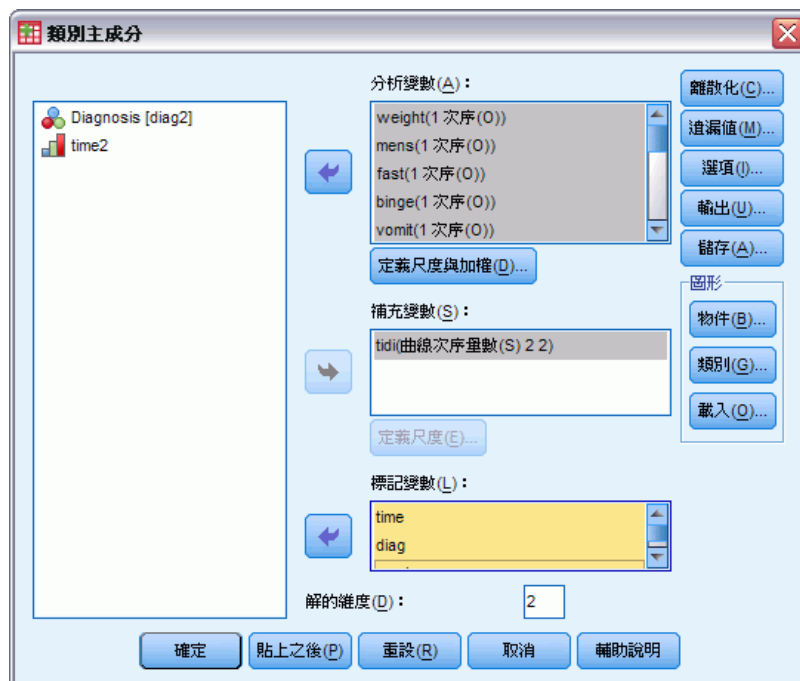 類別主成分
Diagnosis [diag2]
time2
分析變數(A)：
weight(1 次序(O))
mens(1 次序(O))
fast(1 次序(O))
binge(1 次序(O))
vomit(1 次序(O))
定義尺度與加權(D)...
補充變數(S)：
tidi(曲線次序量數(S) 2 2)
定義尺度(E)...
標記變數(L)：
time
diag
解的維度(D)：
2
離散化(C)...
遺漏值(M)...
選項(I)...
輸出(U)...
儲存(A)...
圖形
物件(B)...
類別(G)...
載入(O)...
確定
貼上之後(P)
重設(R)
取消
輔助說明